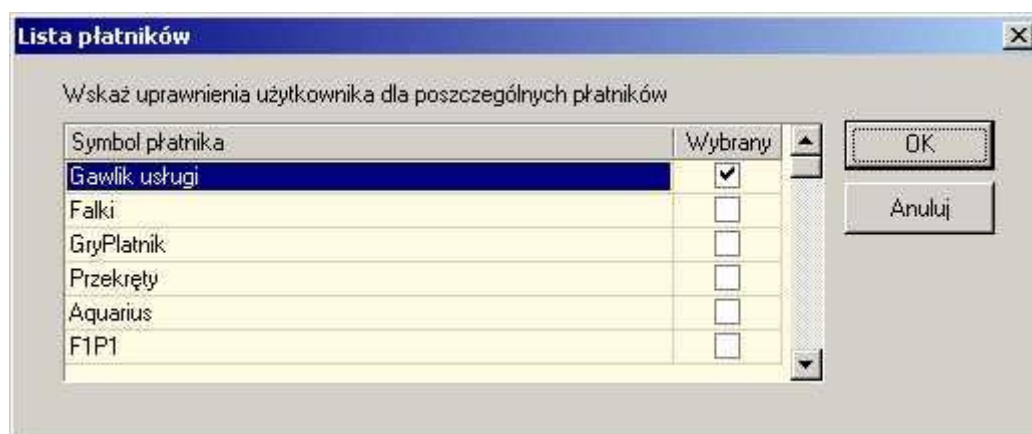 Lista płatników
Wskaż uprawnienia użytkownika dla poszczególnych płatników
Symbol płatnika Wybrany
Gawlik usługi
Falki
GryPlatnik
Przekręty
Aquarius
F1P1
OK
Anuluj